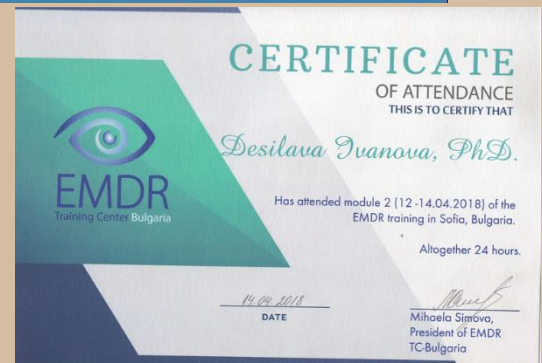 CERTIFICATE
OF ATTENDANCE
THIS IS TO CERTIFY THAT
Desilava Ivanova, PhD.
EMDR
Training Center Bulgaria
Has attended module 2 (12 -14.04.2018) of the
EMDR training in Sofia, Bulgaria.
Altogether 24 hours.
14.04.2018
DATE
Mihaela Simova,
President of EMDR
TC-Bulgaria